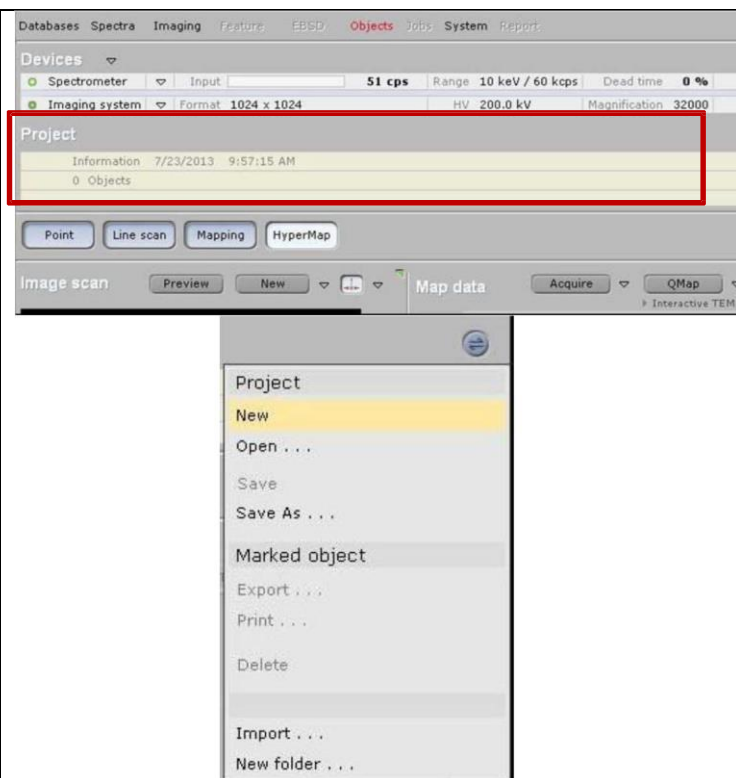 Databases Spectra Imaging Feature EBSD Objects Jobs System Report
Devices
Spectrometer Input 51 cps Range 10 keV / 60 kcps Dead time 0 %
Imaging system Format 1024 x 1024 HV 200.0 kV Magnification 32000
Project
Information 7/23/2013 9:57:15 AM
0 Objects
Point Line scan Mapping HyperMap
Image scan Preview New Map data Acquire QMap
Interactive TEM
Project
New
Open . . .
Save
Save As . . .
Marked object
Export . . .
Print . . .
Delete
Import . . .
New folder . . .